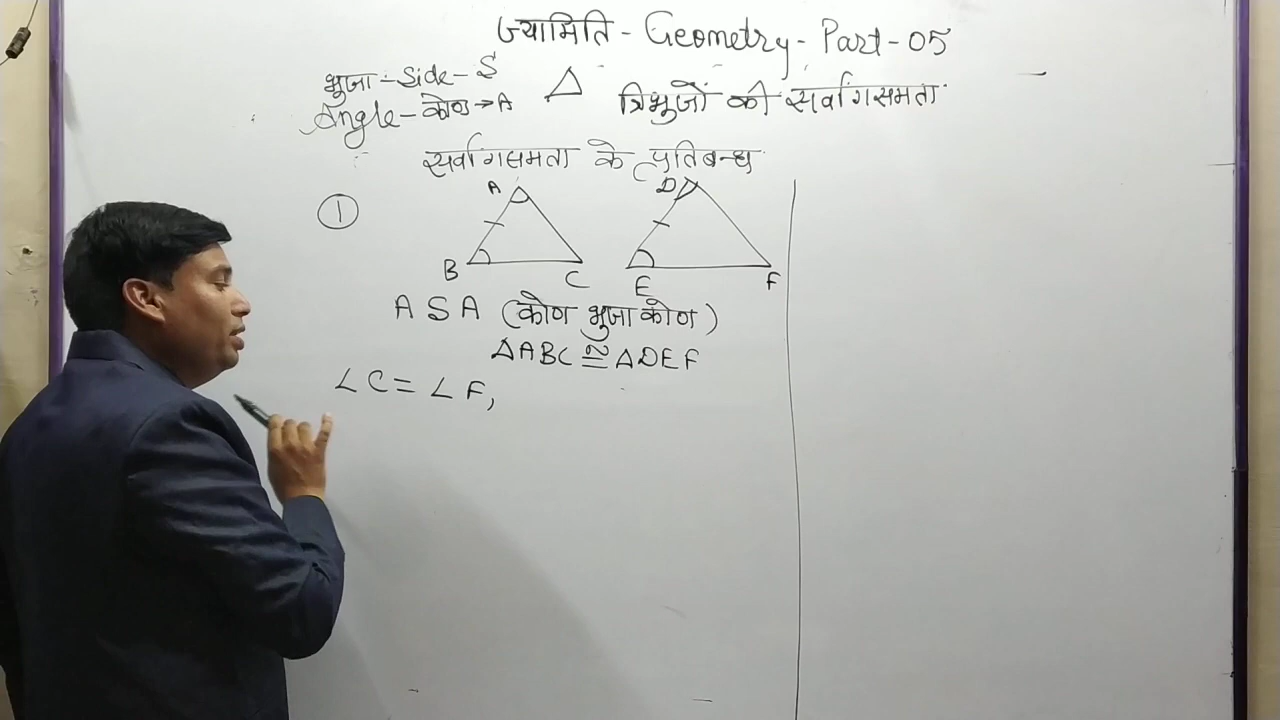 ज्यामिति - Geometry - Part - 05
भुजा - Side - S
Angle - कोण → A
Δ त्रिभुजों की सर्वांगसमता
सर्वांगसमता के प्रतिबन्ध
1
A D
B C E F
A S A (कोण भुजा कोण)
ΔABC ≅ ΔDEF
∠C = ∠F,